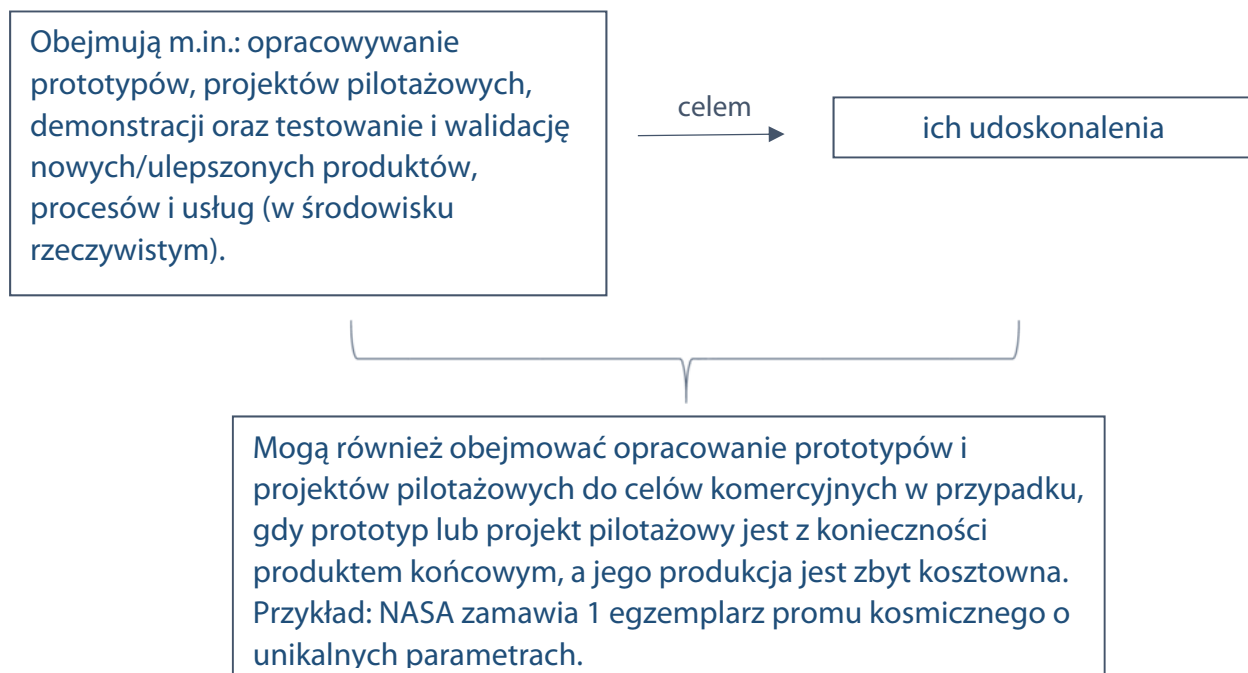 Obejmują m.in.: opracowywanie
prototypów, projektów pilotażowych,
demonstracji oraz testowanie i walidację
nowych/ulepszonych produktów,
procesów i usług (w środowisku
rzeczywistym).
celem
ich udoskonalenia
Mogą również obejmować opracowanie prototypów i
projektów pilotażowych do celów komercyjnych w przypadku,
gdy prototyp lub projekt pilotażowy jest z konieczności
produktem końcowym, a jego produkcja jest zbyt kosztowna.
Przykład: NASA zamawia 1 egzemplarz promu kosmicznego o
unikalnych parametrach.